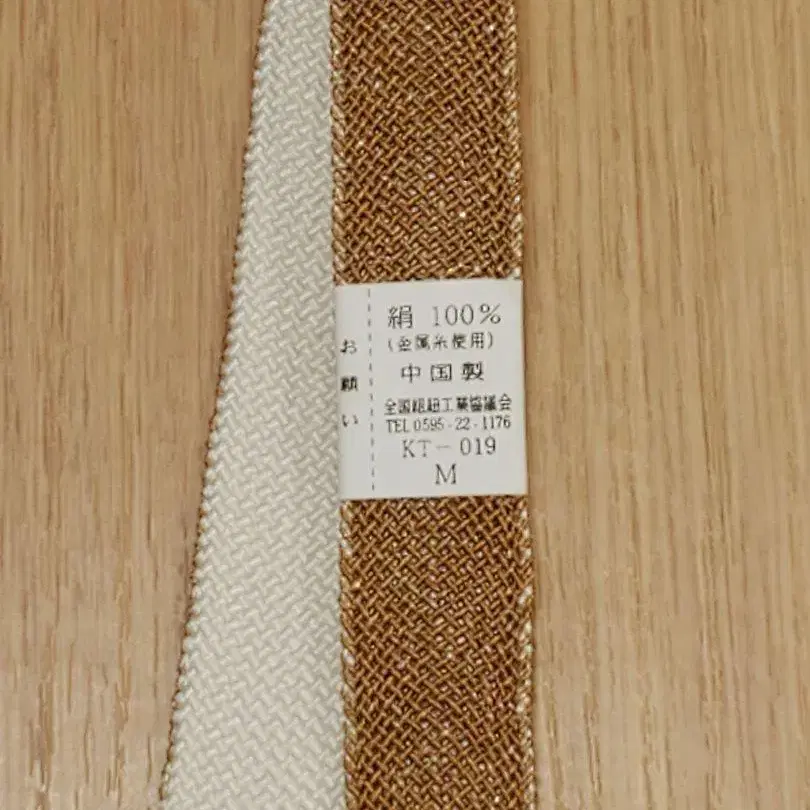 お願い
絹 100%
(金属糸使用)
中国製
全国組紐工業協議会
TEL 0595-22-1176
KT-019
M